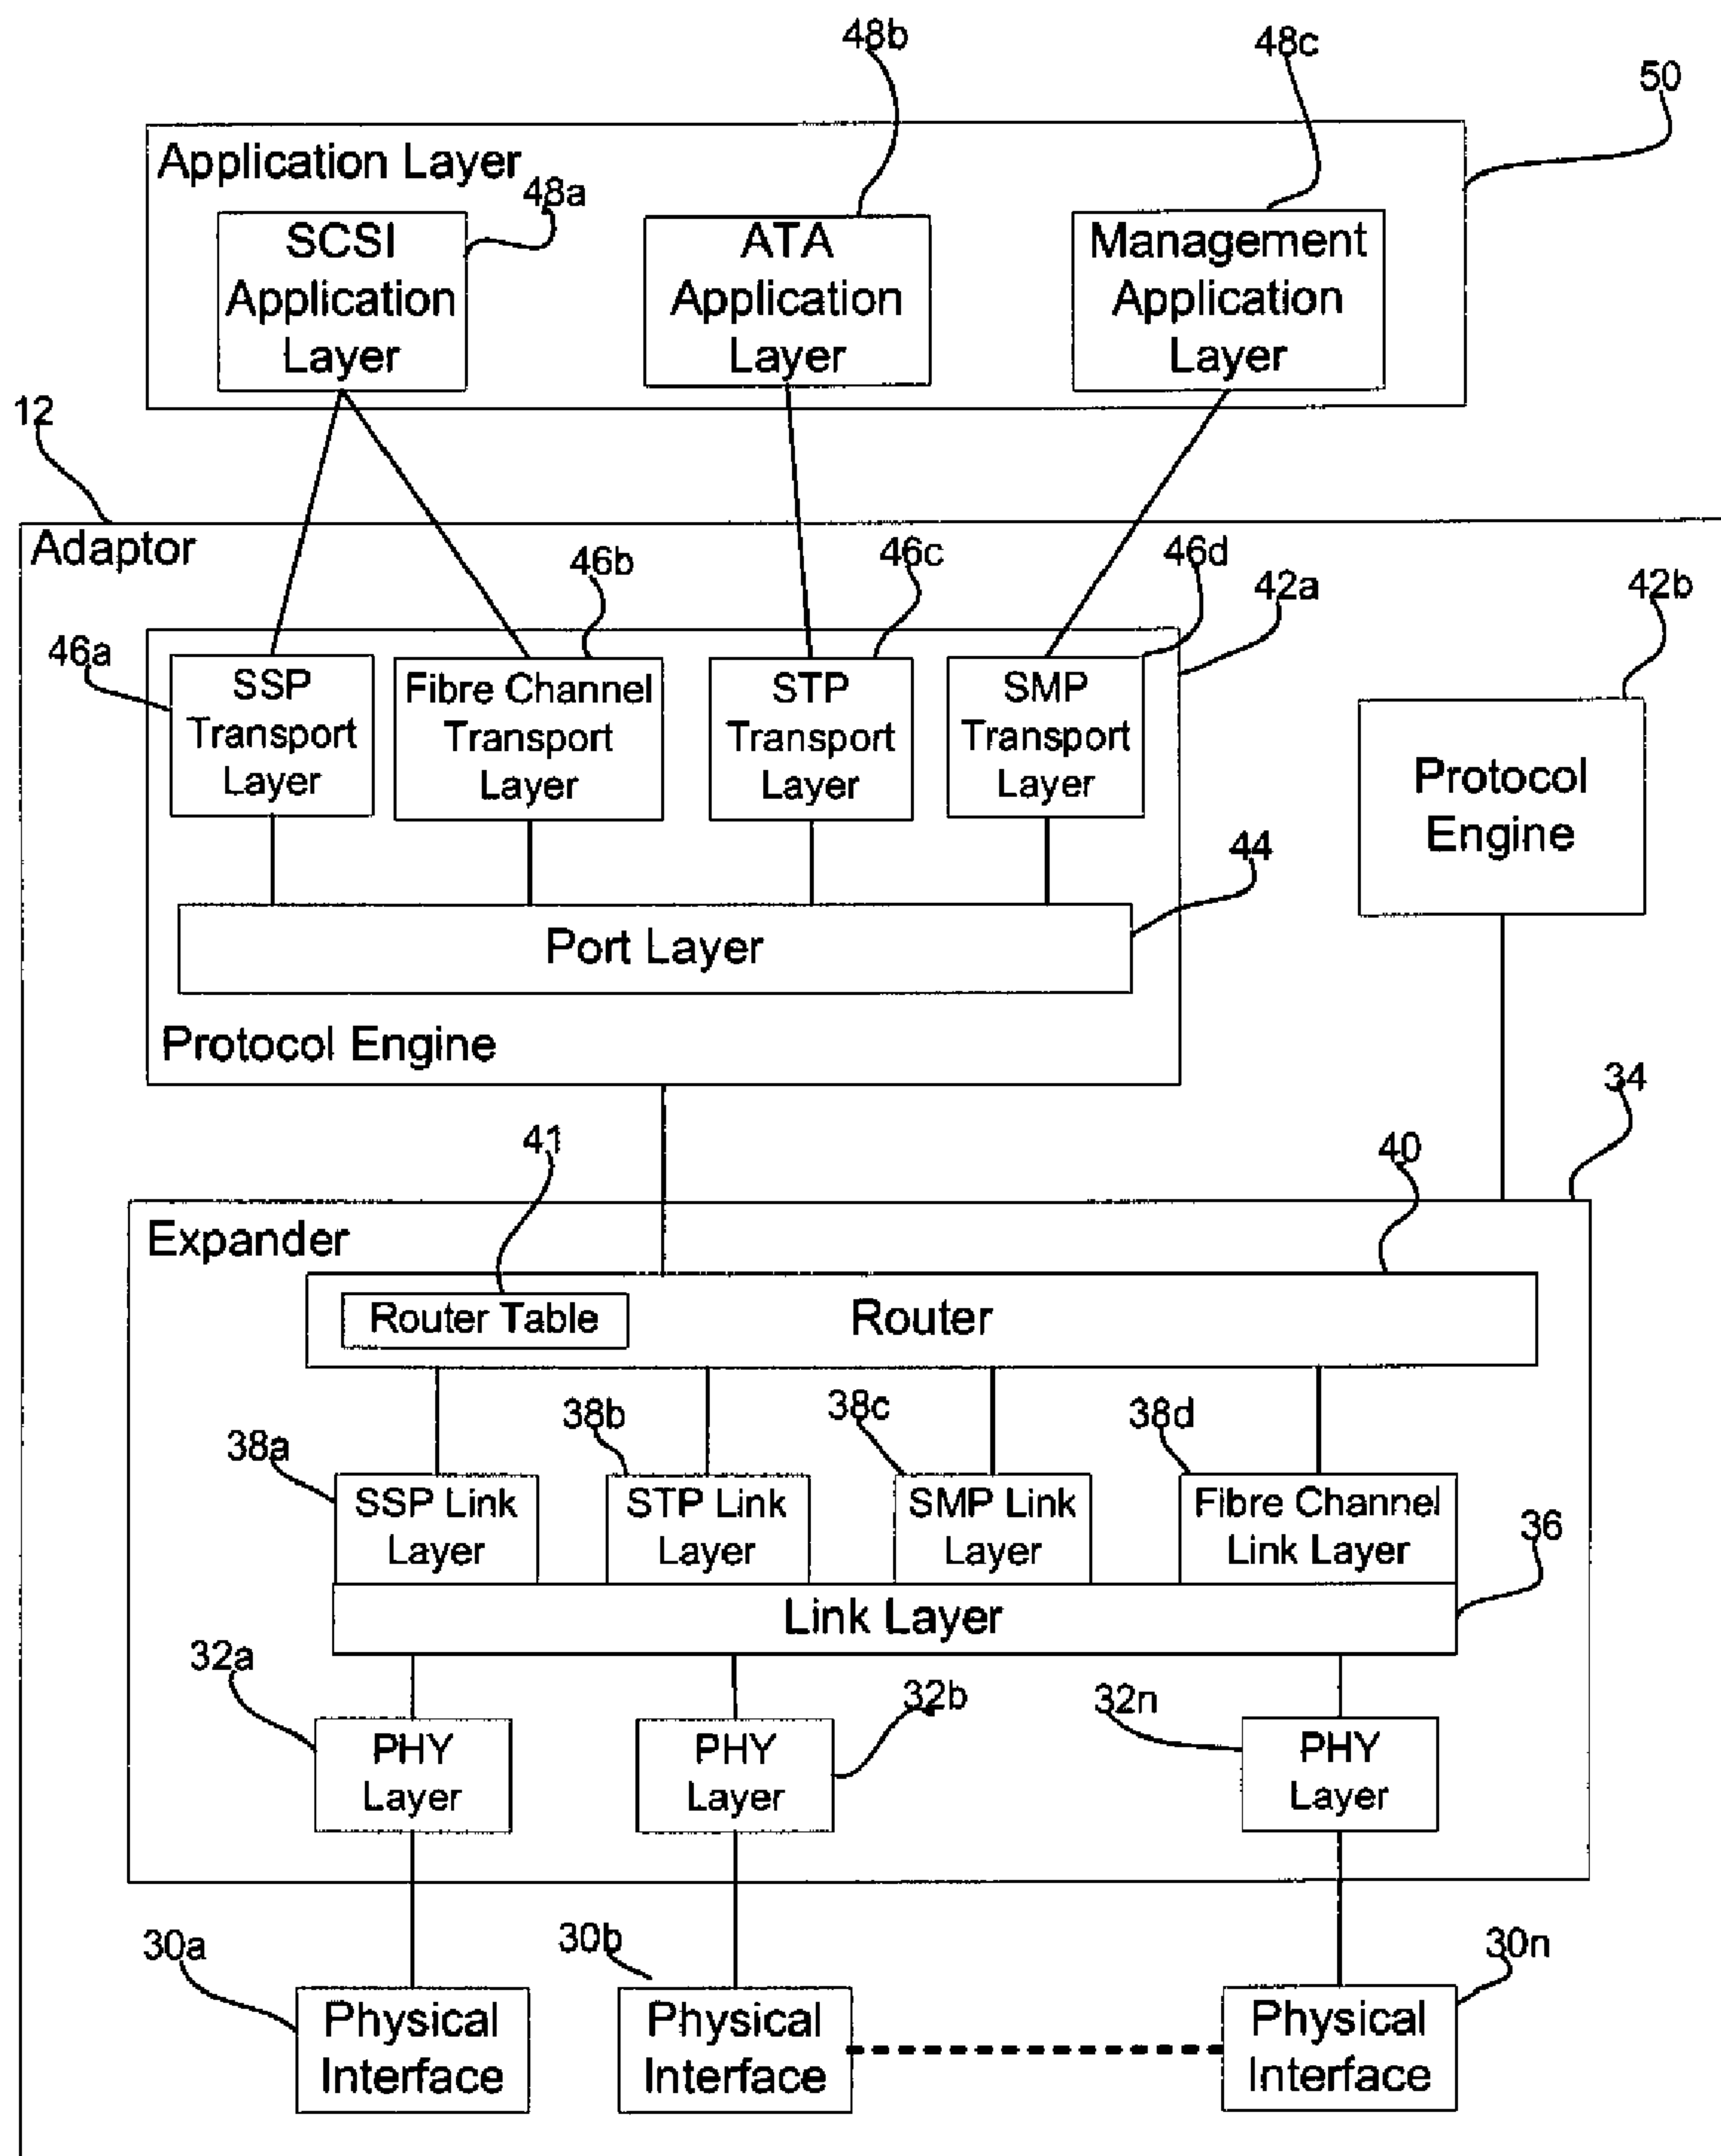 48b
48c
50
Application Layer
48a
SCSI
Application
Layer
ATA
Application
Layer
Management
Application
Layer
12
Adaptor
46b
46c
46d
42a
42b
46a
SSP
Transport
Layer
Fibre Channel
Transport
Layer
STP
Transport
Layer
SMP
Transport
Layer
Protocol
Engine
44
Port Layer
Protocol Engine
34
41
40
Expander
Router Table
Router
38a
38b
38c
38d
SSP Link
Layer
STP Link
Layer
SMP Link
Layer
Fibre Channel
Link Layer
36
Link Layer
32a
32b
32n
PHY
Layer
PHY
Layer
PHY
Layer
30a
30b
30n
Physical
Interface
Physical
Interface
Physical
Interface